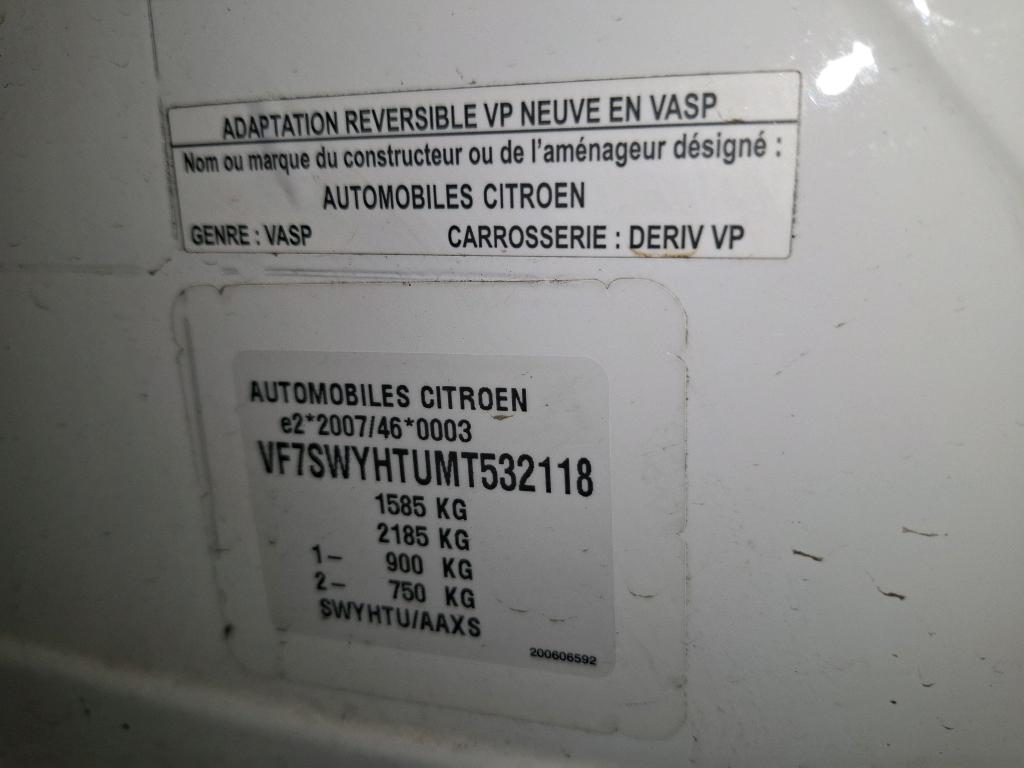 ADAPTATION REVERSIBLE VP NEUVE EN VASP
Nom ou marque du constructeur ou de l'aménageur désigné :
AUTOMOBILES CITROEN
GENRE : VASP CARROSSERIE : DERIV VP
AUTOMOBILES CITROEN
e2*2007/46*0003
VF7SWYHTUMT532118
1585 KG
2185 KG
1– 900 KG
2– 750 KG
SWYHTU/AAXS
200606592